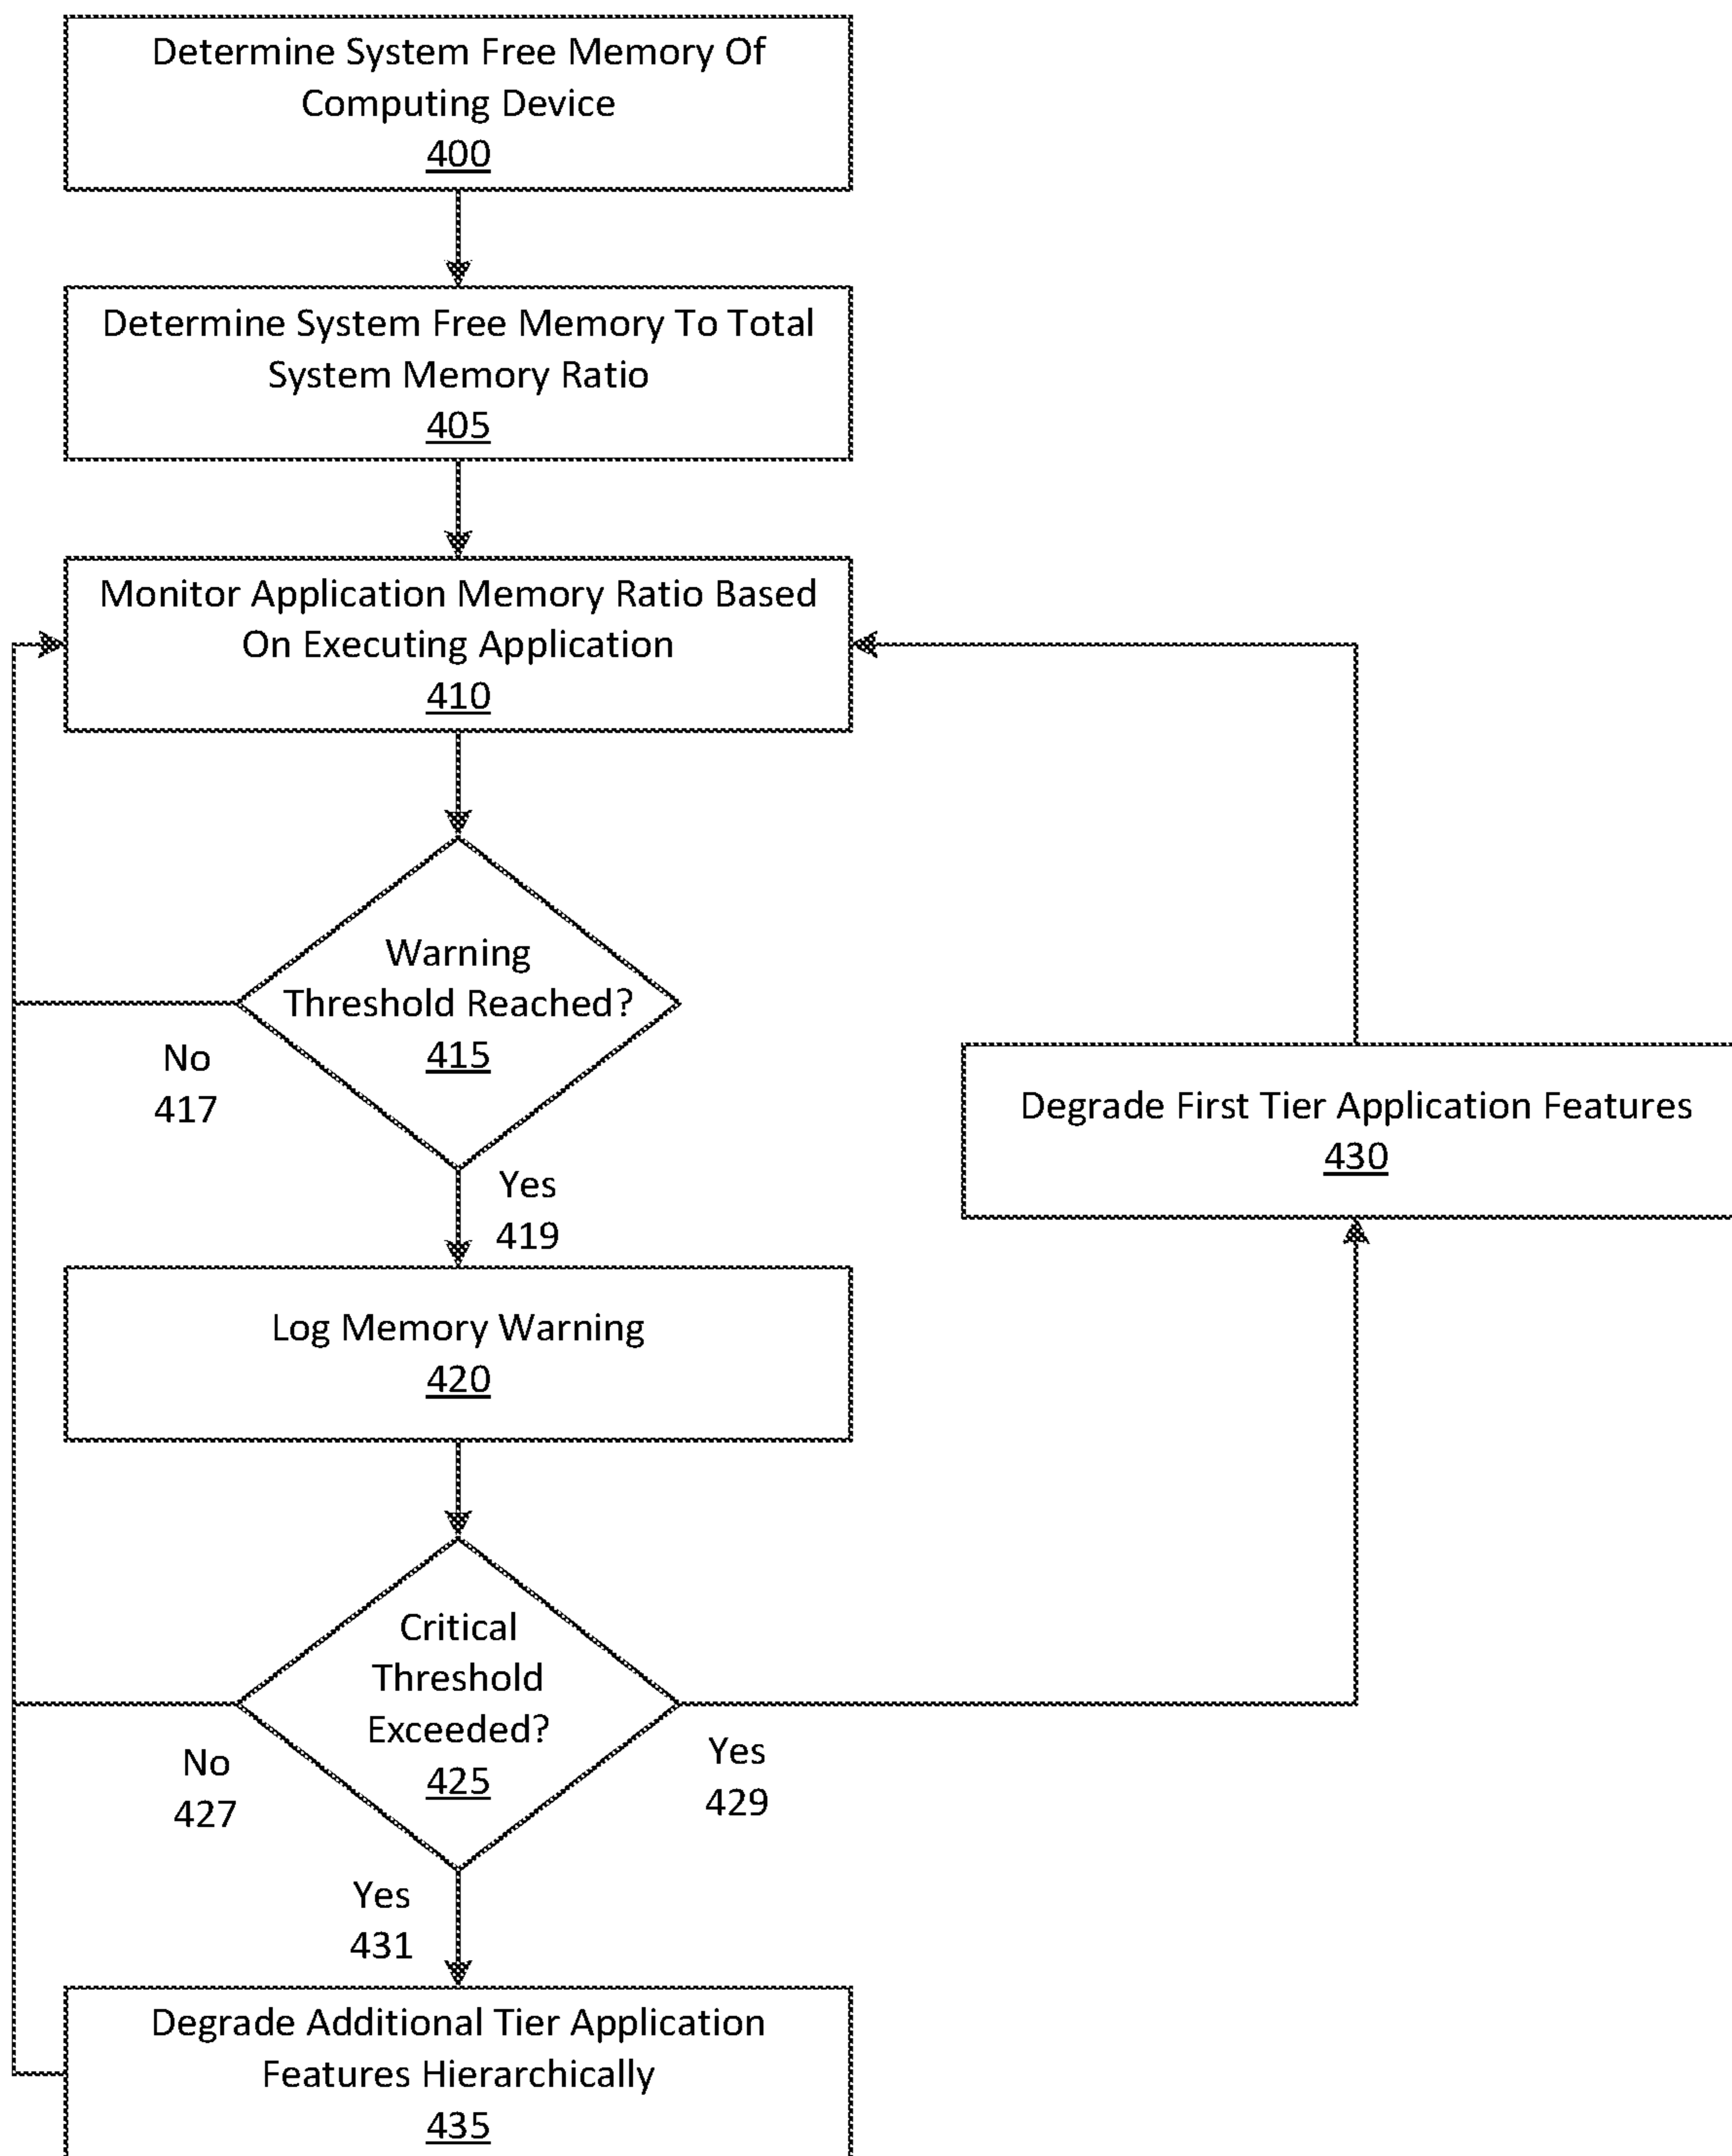 Determine System Free Memory Of
Computing Device
400
Determine System Free Memory To Total
System Memory Ratio
405
Monitor Application Memory Ratio Based
On Executing Application
410
Warning
Threshold Reached?
415
No
417
Yes
419
Degrade First Tier Application Features
430
Log Memory Warning
420
Critical
Threshold
Exceeded?
425
No
427
Yes
429
Yes
431
Degrade Additional Tier Application
Features Hierarchically
435